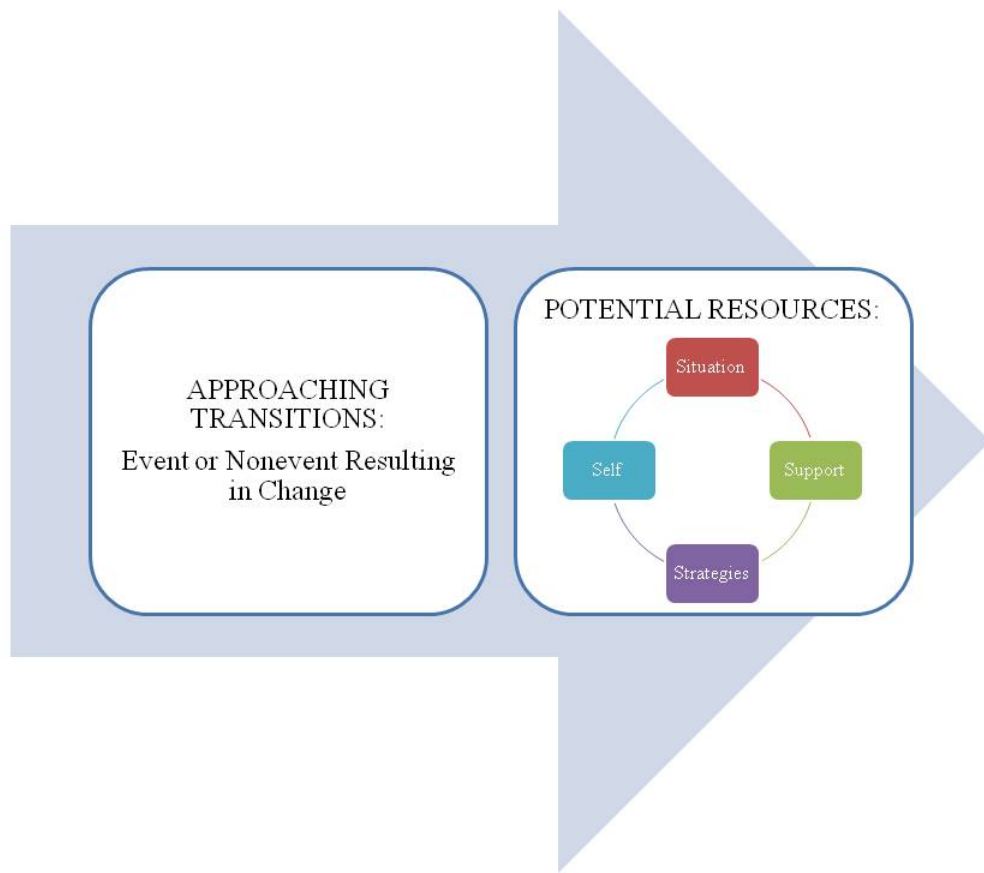 APPROACHING
TRANSITIONS:
Event or Nonevent Resulting
in Change
POTENTIAL RESOURCES:
Situation
Self
Support
Strategies